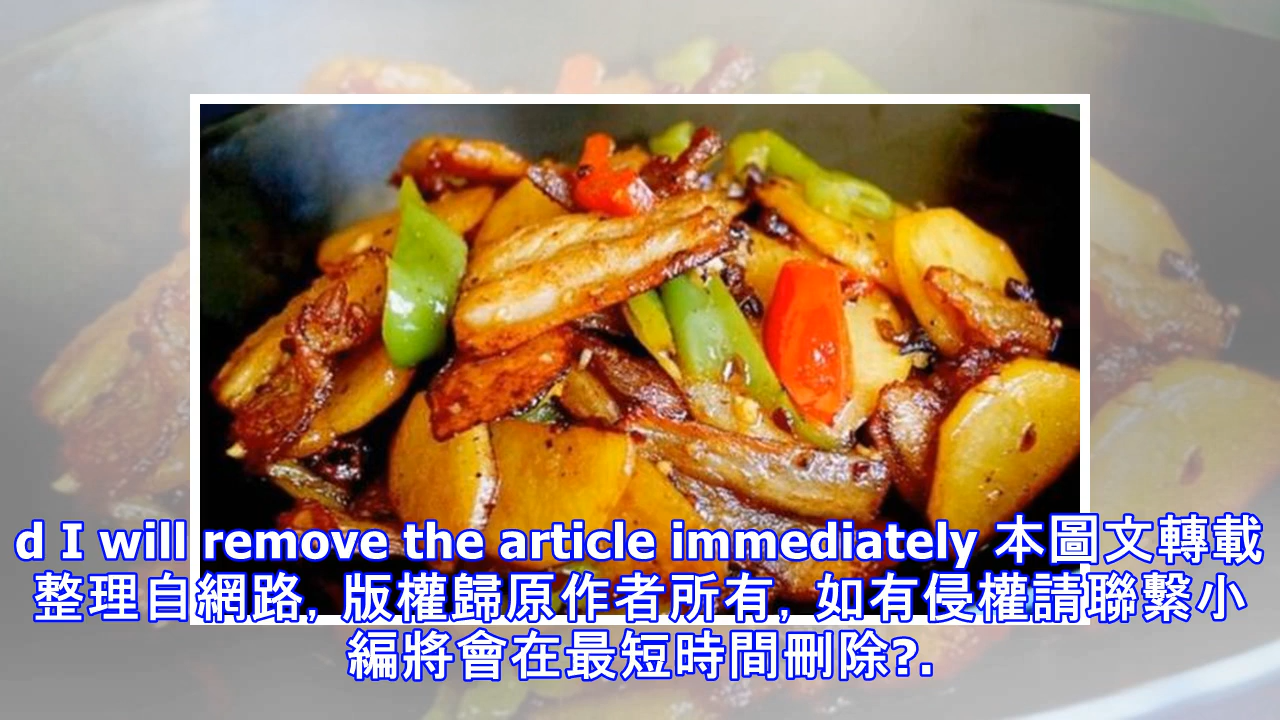 d I will remove the article immediately 本圖文轉載
整理自網路, 版權歸原作者所有, 如有侵權請聯繫小
編將會在最短時間刪除?.